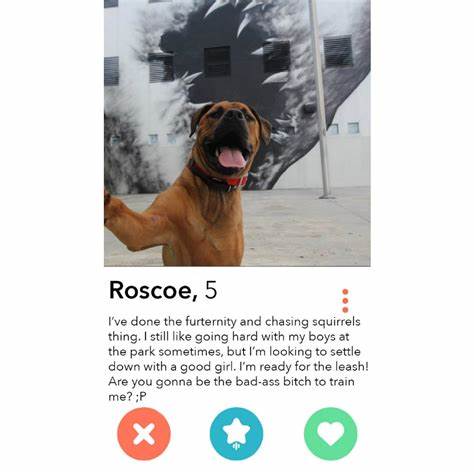 Roscoe, 5
I've done the furternity and chasing squirrels
thing. I still like going hard with my boys at
the park sometimes, but I'm looking to settle
down with a good girl. I'm ready for the leash!
Are you gonna be the bad-ass bitch to train
me? ;P